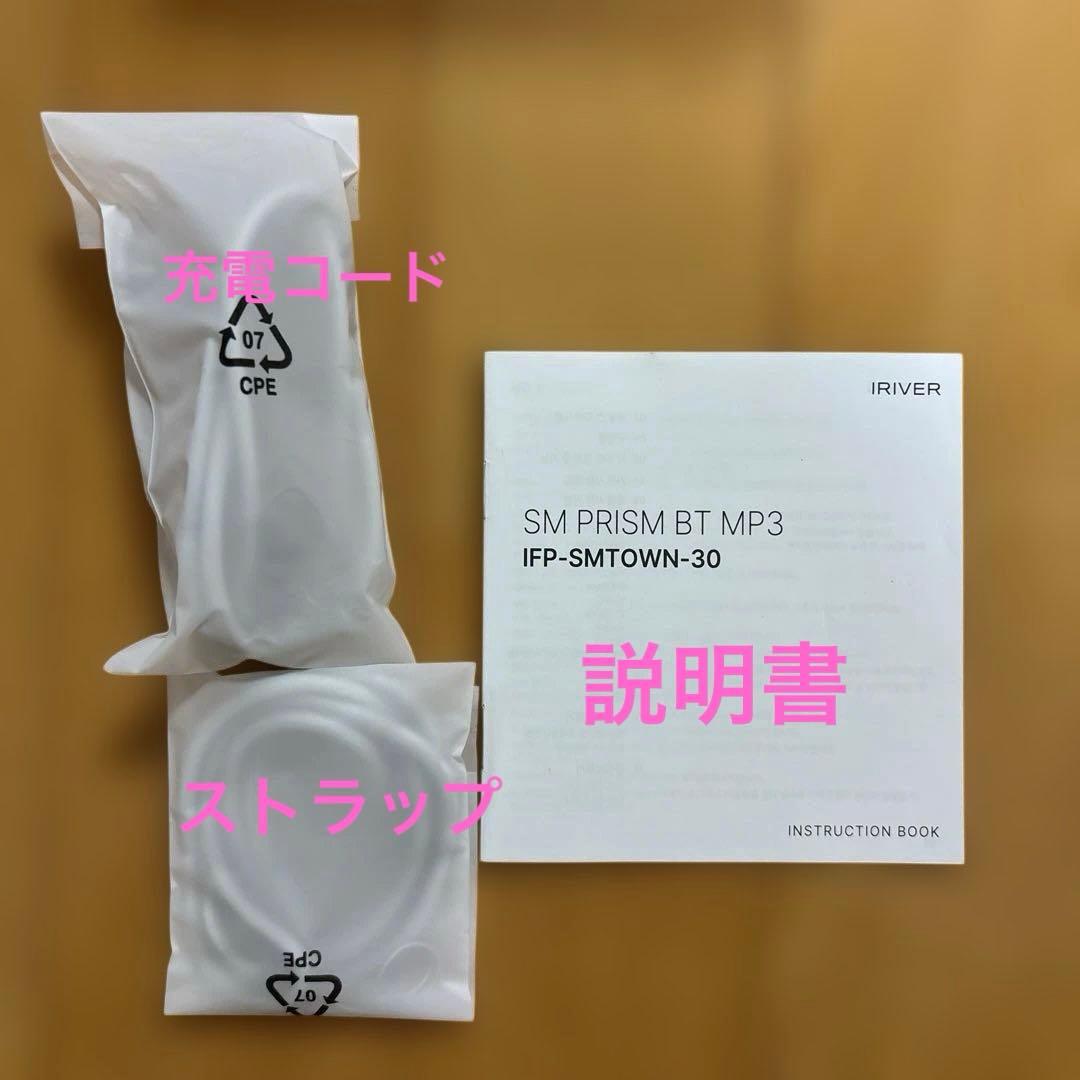 充電コード
07
CPE
IRIVER
SM PRISM BT MP3
IFP-SMTOWN-30
説明書
ストラップ
INSTRUCTION BOOK
CPE
07